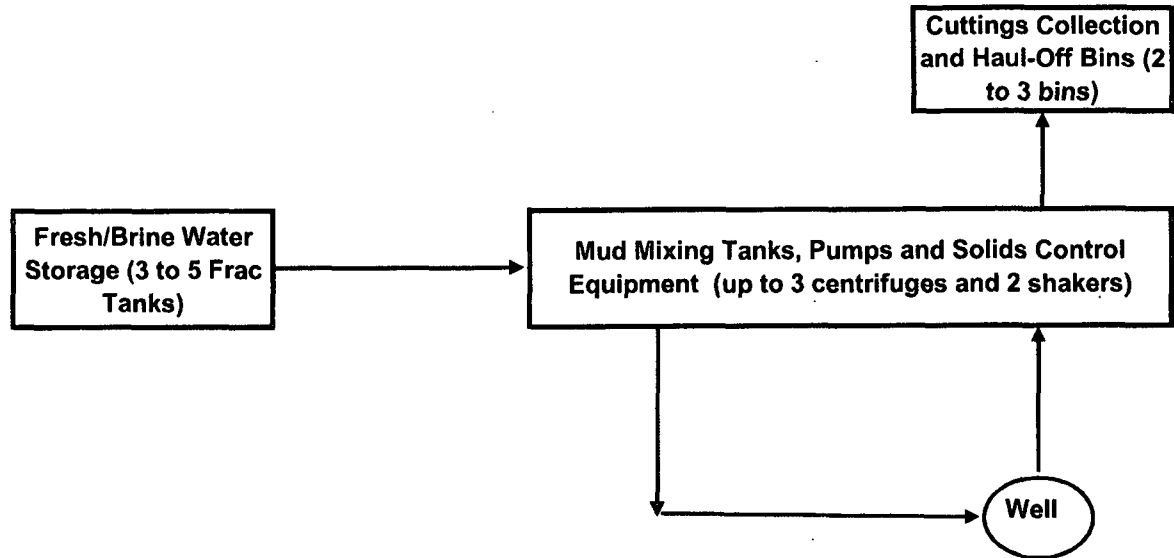 Cuttings Collection
and Haul-Off Bins (2
to 3 bins)
Fresh/Brine Water
Storage (3 to 5 Frac
Tanks)
Mud Mixing Tanks, Pumps and Solids Control
Equipment (up to 3 centrifuges and 2 shakers)
Well